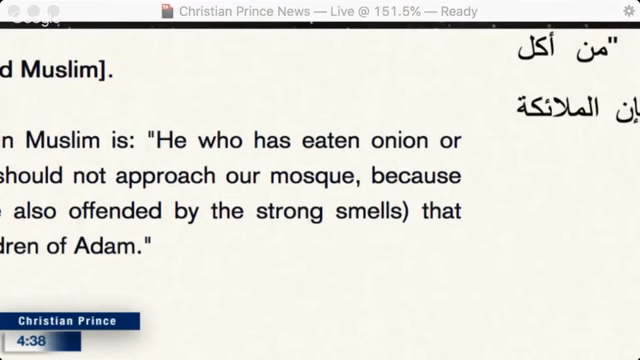 Christian Prince News — Live @ 151.5% — Ready
"من أكل
d Muslim].
الملائكة
in Muslim is: "He who has eaten onion or
should not approach our mosque, because
also offended by the strong smells) that
dren of Adam."
Christian Prince
4:38